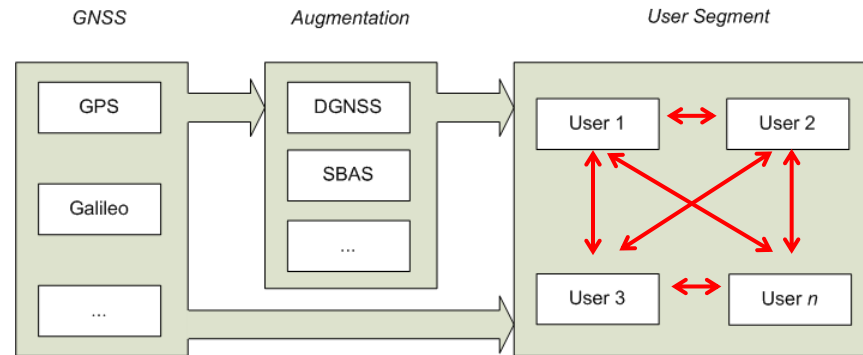 GNSS
Augmentation
User Segment
GPS
Galileo
...
DGNSS
SBAS
...
User 1
User 2
User 3
User n